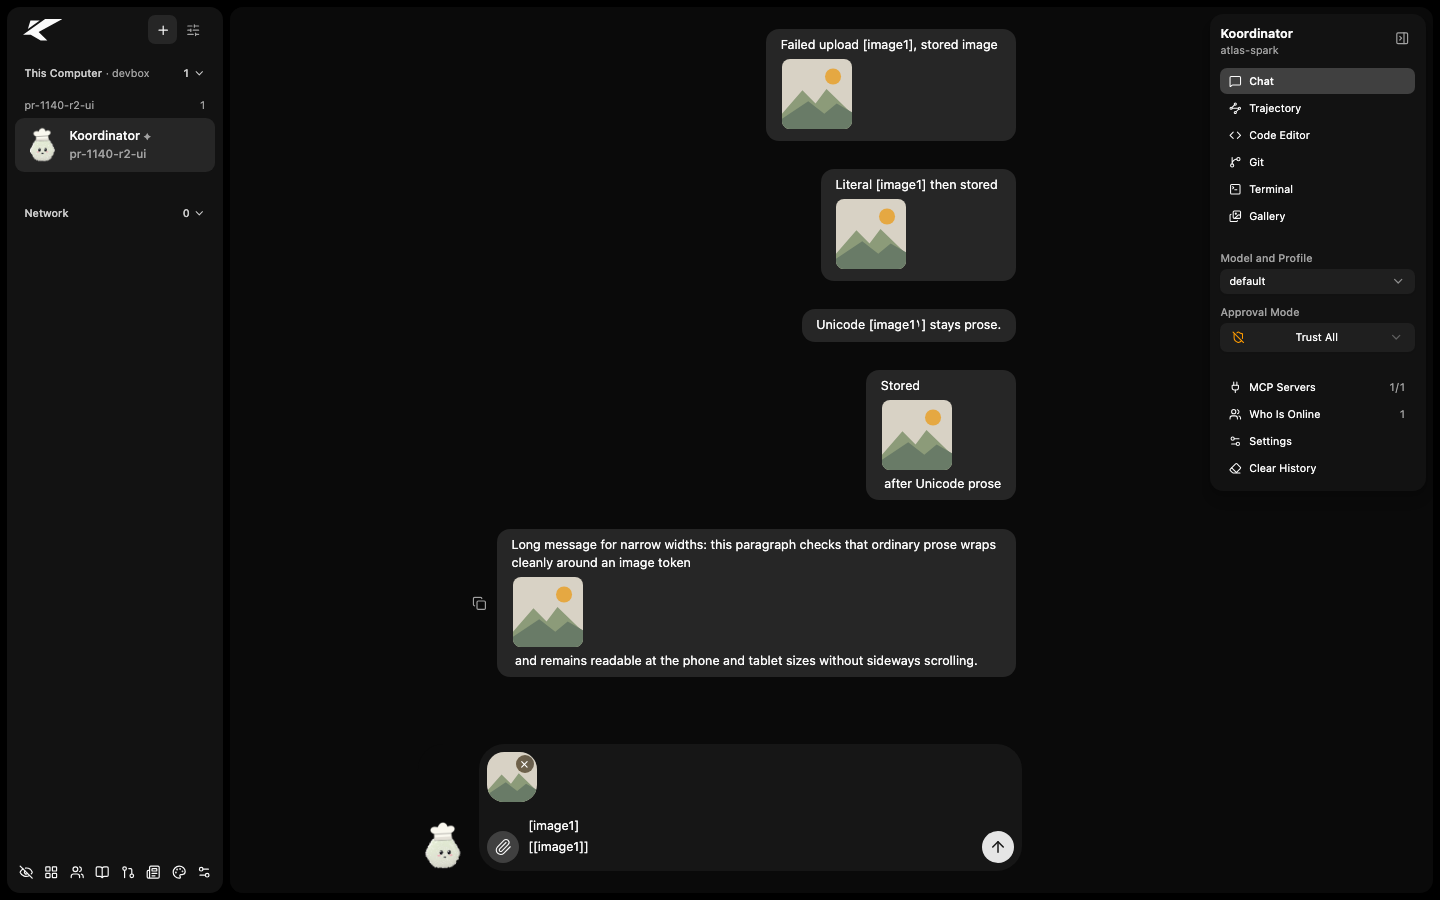 This Computer · devbox 1
pr-1140-r2-ui 1
Koordinator
pr-1140-r2-ui
Network 0
Failed upload [image1], stored image
Literal [image1] then stored
Unicode [image1١] stays prose.
Stored
after Unicode prose
Long message for narrow widths: this paragraph checks that ordinary prose wraps
cleanly around an image token
and remains readable at the phone and tablet sizes without sideways scrolling.
[image1]
[[image1]]
Koordinator
atlas-spark
Chat
Trajectory
Code Editor
Git
Terminal
Gallery
Model and Profile
default
Approval Mode
Trust All
MCP Servers 1/1
Who Is Online 1
Settings
Clear History